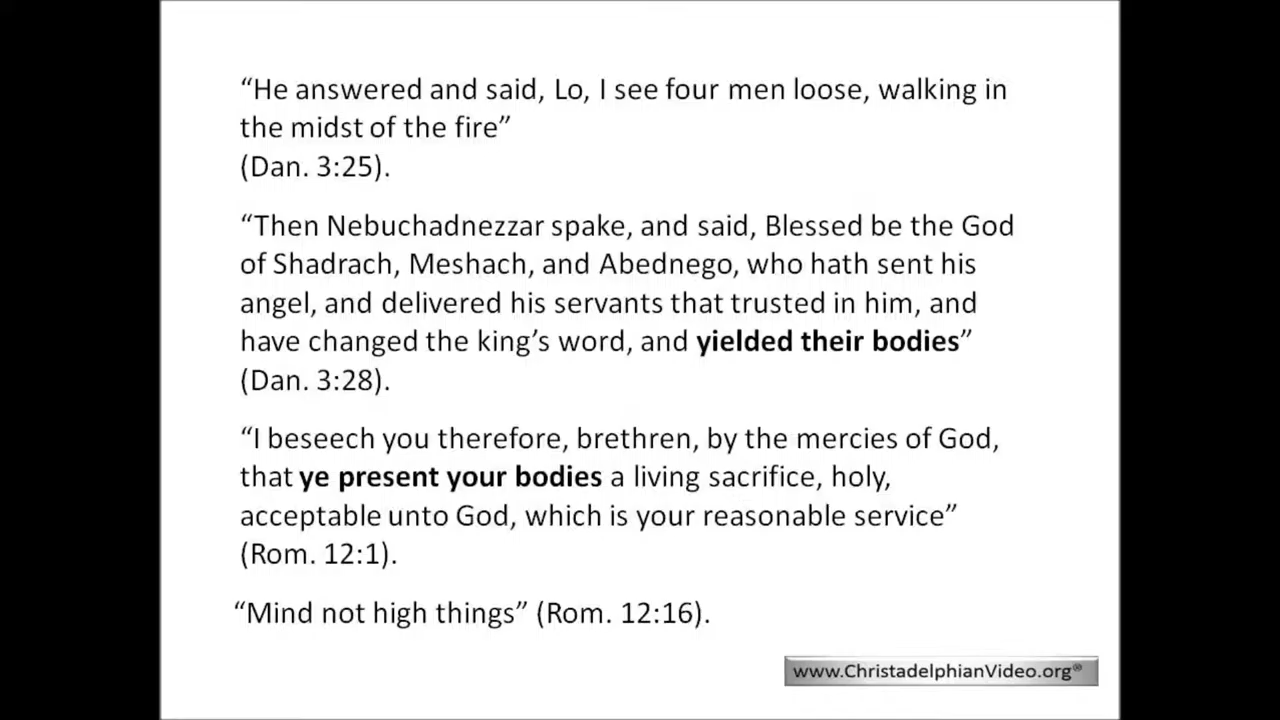 “He answered and said, Lo, I see four men loose, walking in
the midst of the fire”
(Dan. 3:25).
“Then Nebuchadnezzar spake, and said, Blessed be the God
of Shadrach, Meshach, and Abednego, who hath sent his
angel, and delivered his servants that trusted in him, and
have changed the king’s word, and yielded their bodies”
(Dan. 3:28).
“I beseech you therefore, brethren, by the mercies of God,
that ye present your bodies a living sacrifice, holy,
acceptable unto God, which is your reasonable service”
(Rom. 12:1).
“Mind not high things” (Rom. 12:16).
www.ChristadelphianVideo.org®